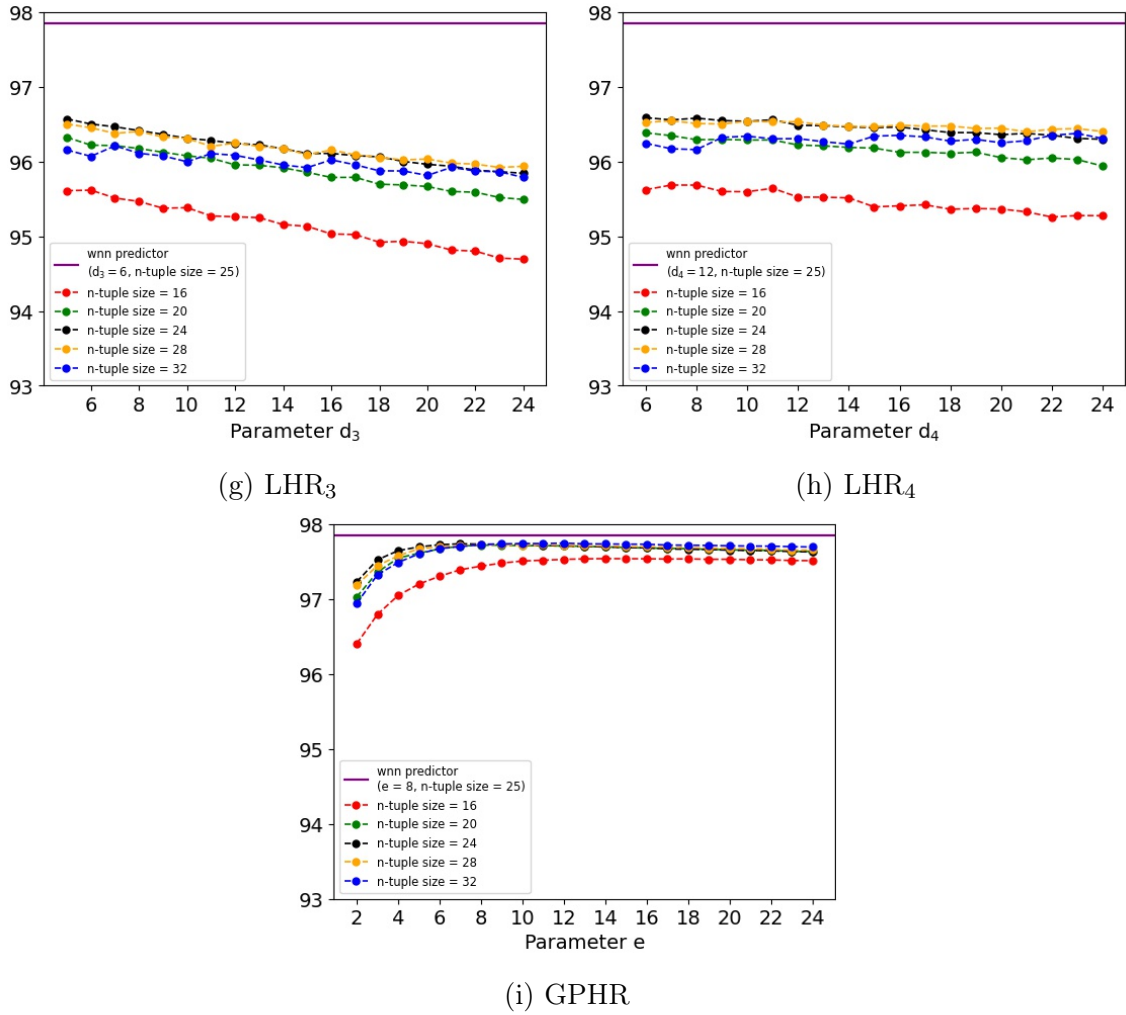 98
97
96
95
94
93
wnn predictor
(d₃ = 6, n-tuple size = 25)
n-tuple size = 16
n-tuple size = 20
n-tuple size = 24
n-tuple size = 28
n-tuple size = 32
6 8 10 12 14 16 18 20 22 24
Parameter d₃
(g) LHR₃
98
97
96
95
94
93
wnn predictor
(d₄ = 12, n-tuple size = 25)
n-tuple size = 16
n-tuple size = 20
n-tuple size = 24
n-tuple size = 28
n-tuple size = 32
6 8 10 12 14 16 18 20 22 24
Parameter d₄
(h) LHR₄
98
97
96
95
94
93
wnn predictor
(e = 8, n-tuple size = 25)
n-tuple size = 16
n-tuple size = 20
n-tuple size = 24
n-tuple size = 28
n-tuple size = 32
2 4 6 8 10 12 14 16 18 20 22 24
Parameter e
(i) GPHR